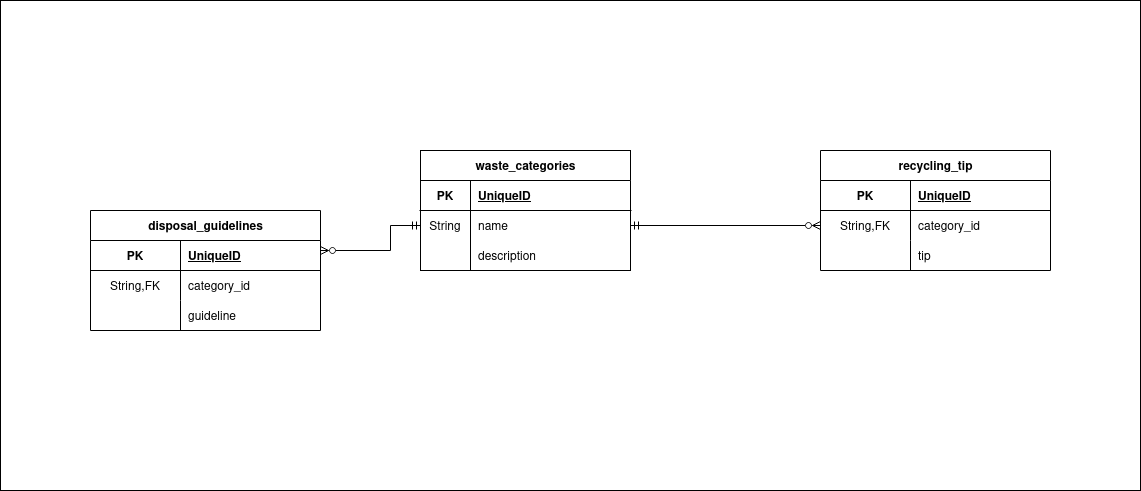 disposal_guidelines
PK UniqueID
String,FK category_id
guideline
waste_categories
PK UniqueID
String name
description
recycling_tip
PK UniqueID
String,FK category_id
tip